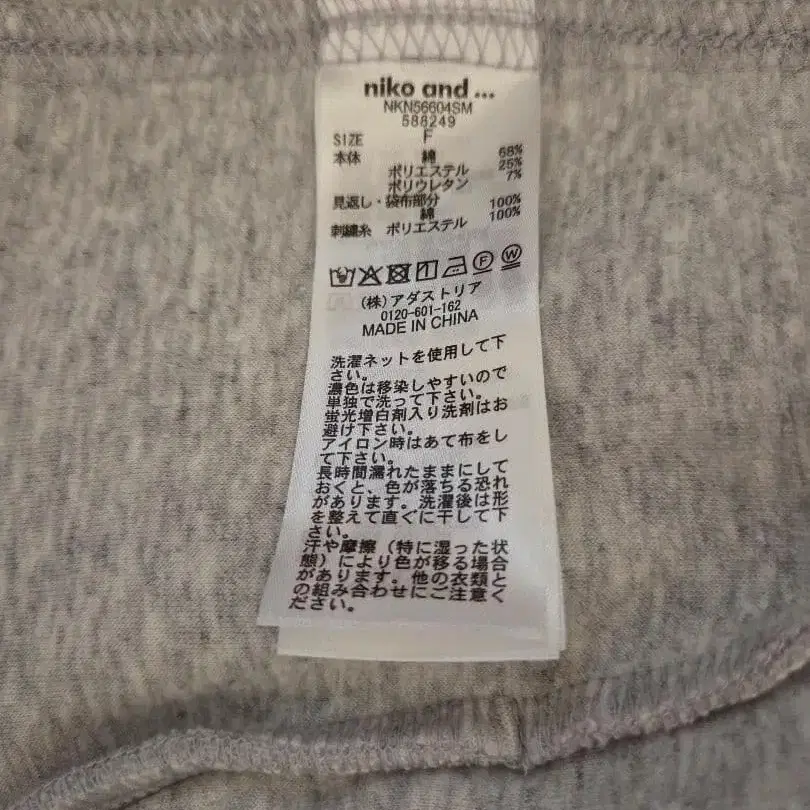 niko and ...
NKN56604SM
588249
SIZE F
本体 綿 68%
ポリエステル 25%
ポリウレタン 7%
見返し・袋布部分
綿 100%
刺繍糸 ポリエステル 100%
F W
(株)アダストリア
0120-601-162
MADE IN CHINA
洗濯ネットを使用して下
さい。
濃色は移染しやすいので
単独で洗って下さい。
蛍光増白剤入り洗剤はお
避け下さい。
アイロン時はあて布をし
て下さい。
長時間濡れたままにして
おくと、色が落ちる恐れ
があります。洗濯後は形
を整えて直ぐに干して下
さい。
汗や摩擦(特に湿った状
態)により色が移る場合
があります。他の衣類と
の組み合わせにご注意く
ださい。